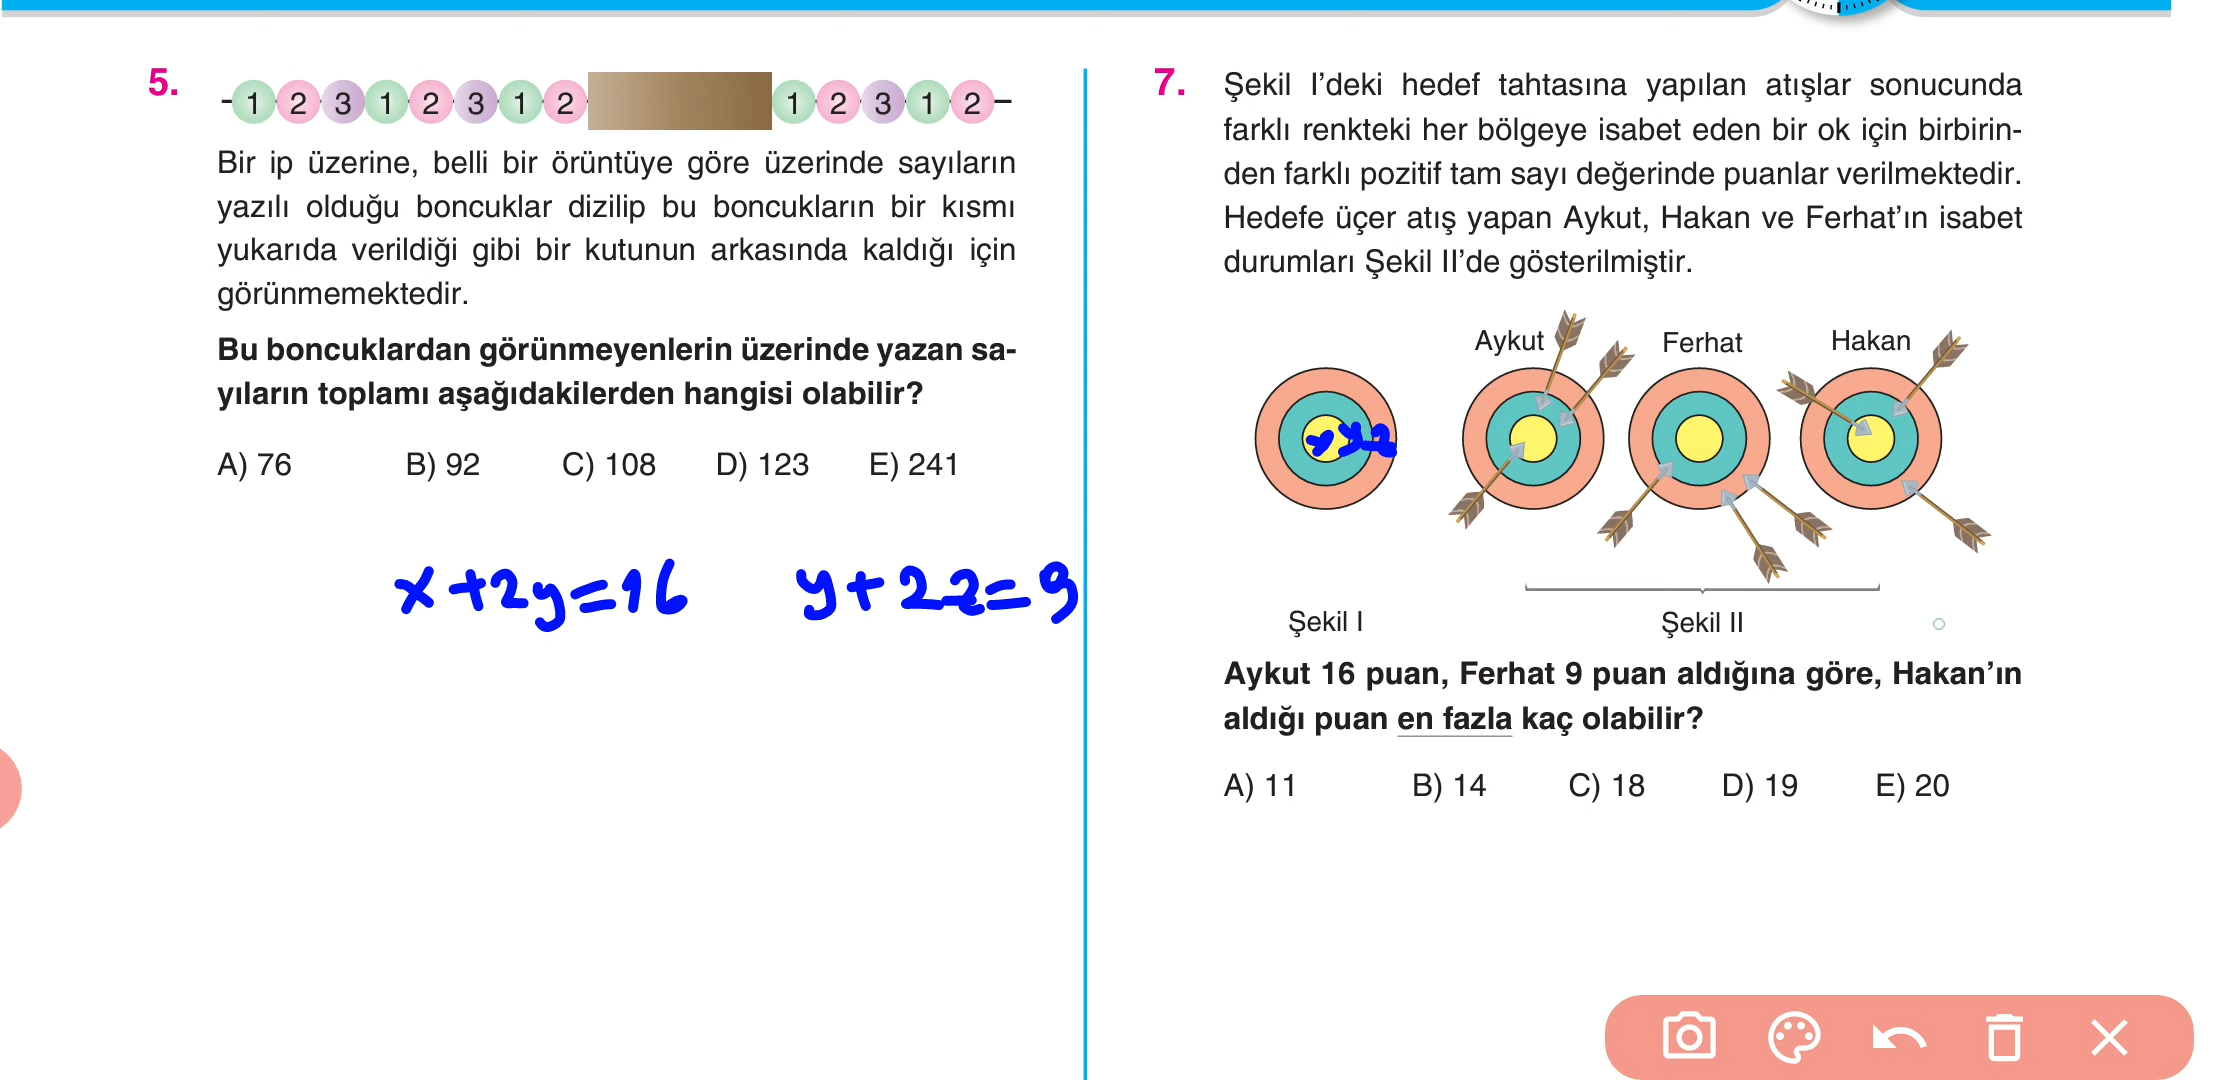 5.
1 2 3 1 2 3 1 2 1 2 3 1 2
Bir ip üzerine, belli bir örüntüye göre üzerinde sayıların
yazılı olduğu boncuklar dizilip bu boncukların bir kısmı
yukarıda verildiği gibi bir kutunun arkasında kaldığı için
görünmemektedir.
Bu boncuklardan görünmeyenlerin üzerinde yazan sa-
yıların toplamı aşağıdakilerden hangisi olabilir?
A) 76 B) 92 C) 108 D) 123 E) 241
x+2y=16 y+2z=9
7.
Şekil I'deki hedef tahtasına yapılan atışlar sonucunda
farklı renkteki her bölgeye isabet eden bir ok için birbirin-
den farklı pozitif tam sayı değerinde puanlar verilmektedir.
Hedefe üçer atış yapan Aykut, Hakan ve Ferhat'ın isabet
durumları Şekil II'de gösterilmiştir.
Aykut Ferhat Hakan
x y z
Şekil I Şekil II
Aykut 16 puan, Ferhat 9 puan aldığına göre, Hakan'ın
aldığı puan en fazla kaç olabilir?
A) 11 B) 14 C) 18 D) 19 E) 20